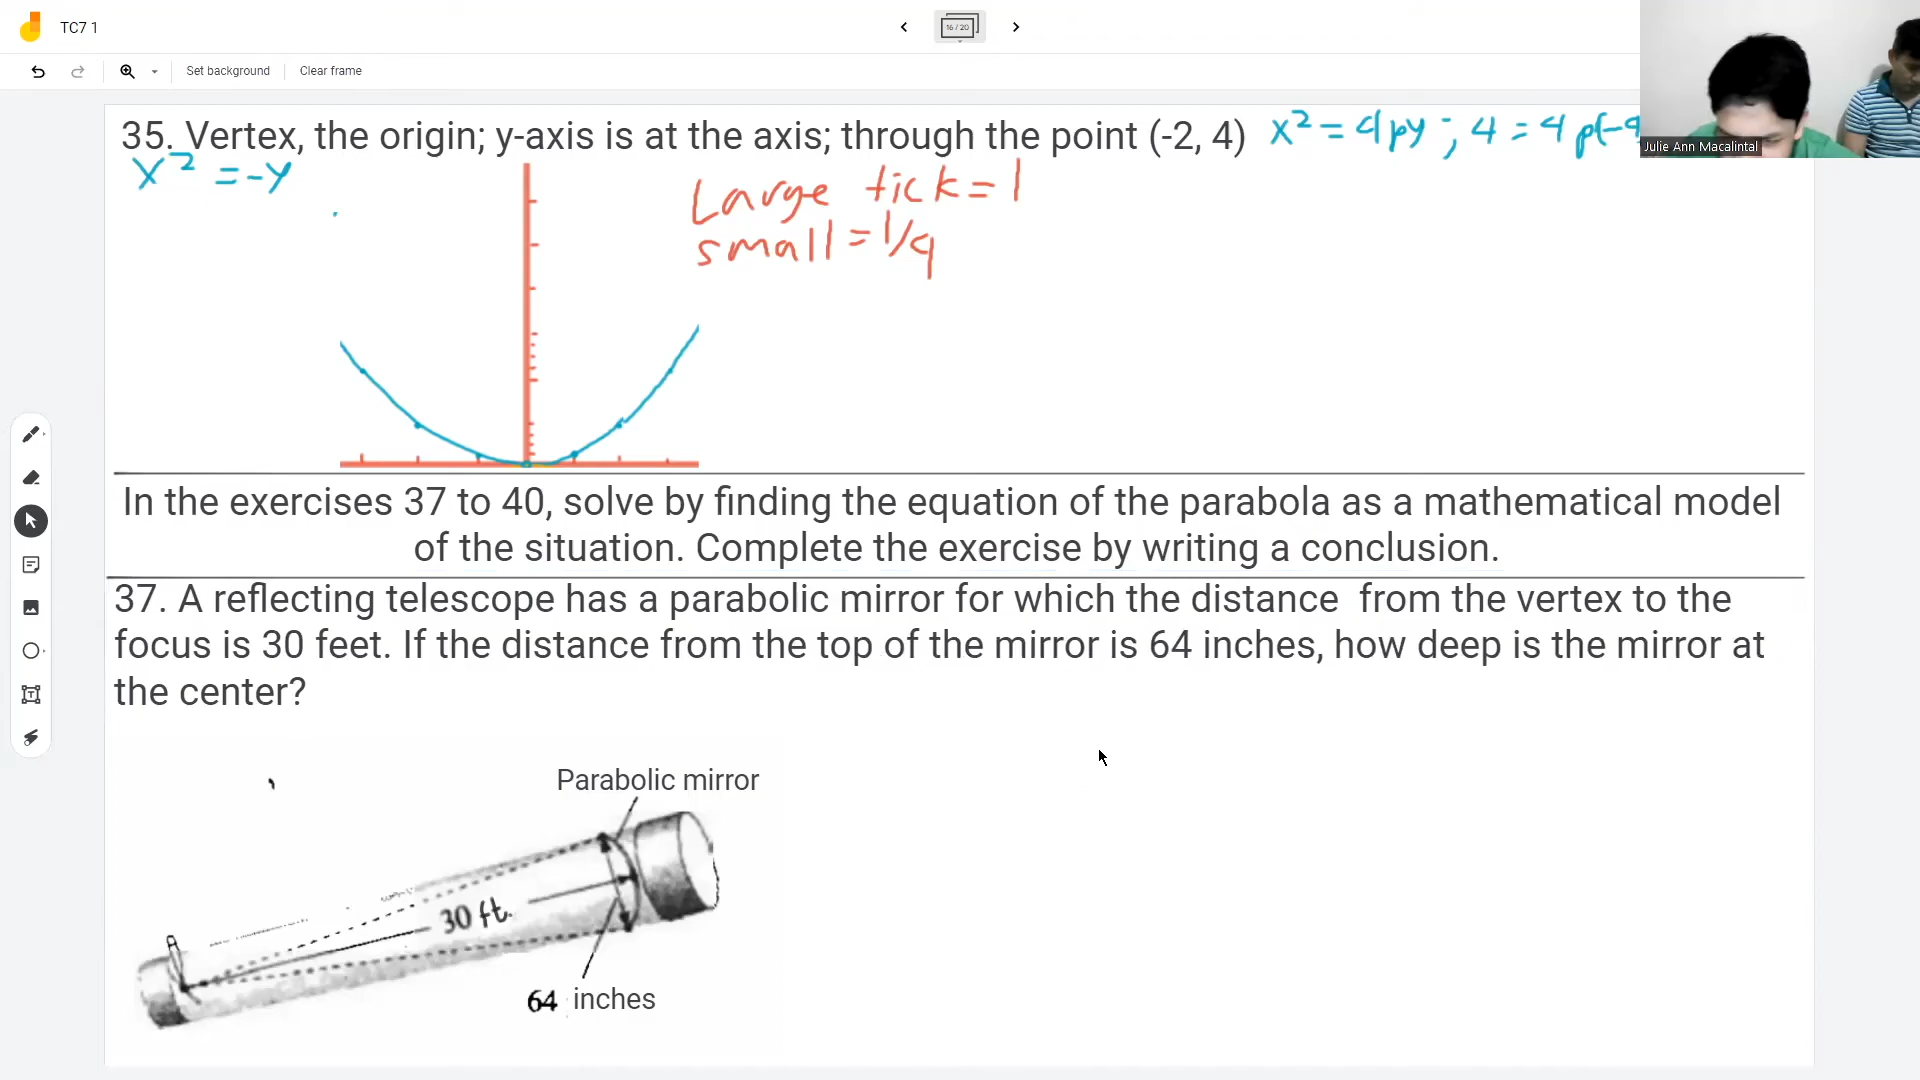 TC7 1
16 / 20
Set background
Clear frame
35. Vertex, the origin; y-axis is at the axis; through the point (-2, 4) x² = 4py ; 4 = 4p(-4
Julie Ann Macalintal
x² = -y
Large tick = 1
small = 1/4
In the exercises 37 to 40, solve by finding the equation of the parabola as a mathematical model
of the situation. Complete the exercise by writing a conclusion.
37. A reflecting telescope has a parabolic mirror for which the distance from the vertex to the
focus is 30 feet. If the distance from the top of the mirror is 64 inches, how deep is the mirror at
the center?
Parabolic mirror
30 ft.
64 inches